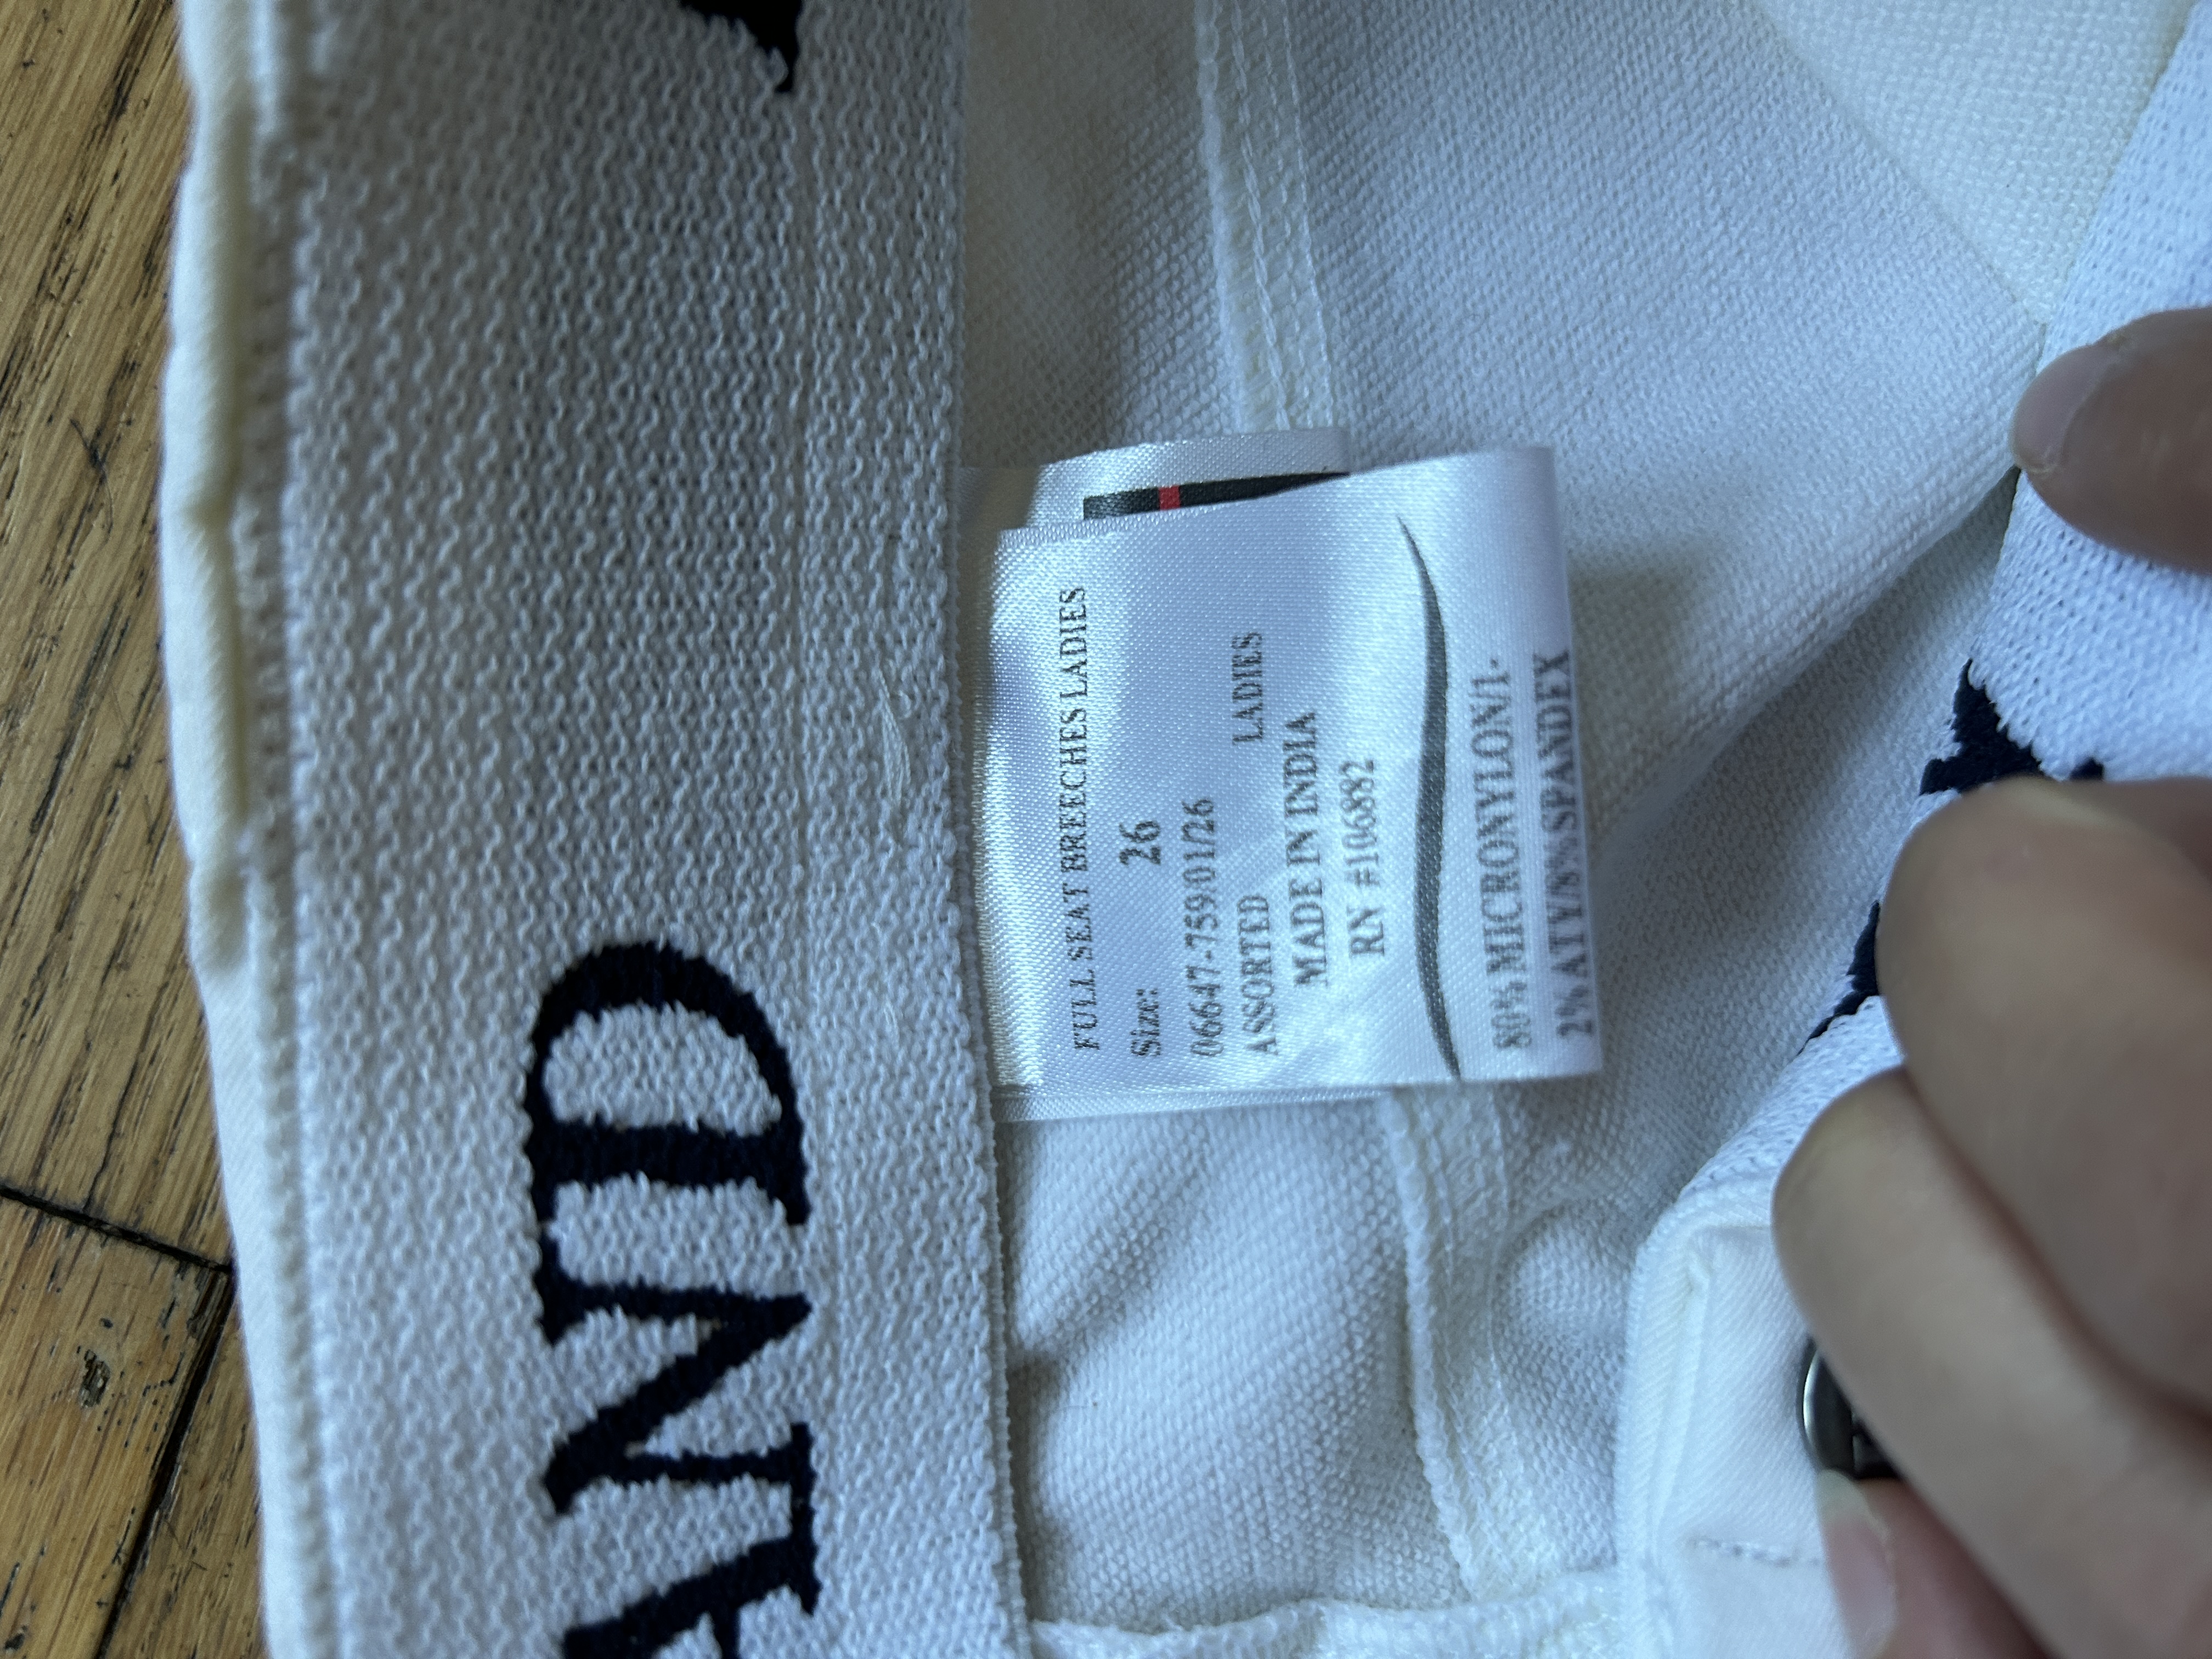 AND
FULL SEAT BREECHES LADIES
Size: 26
06647-759/01/26
ASSORTED LADIES
MADE IN INDIA
RN #106882
80%MICRONYLON/1-
2%ATY/8%SPANDEX